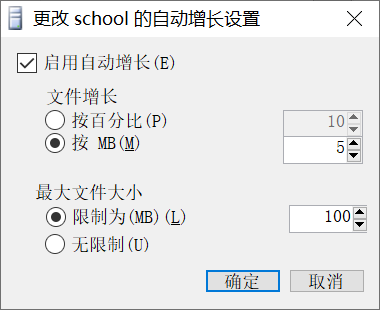 更改 school 的自动增长设置
启用自动增长(E)
文件增长
按百分比(P) 10
按 MB(M) 5
最大文件大小
限制为(MB)(L) 100
无限制(U)
确定 取消